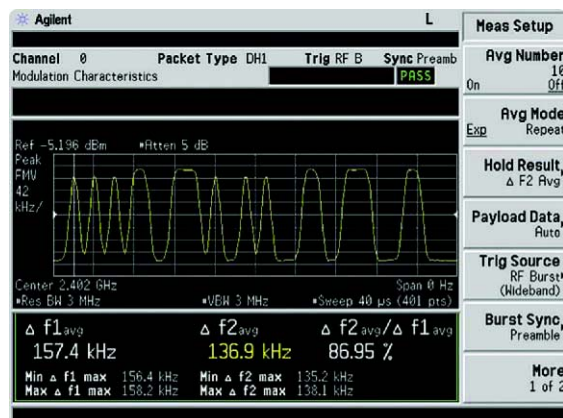 Agilent L
Channel 0 Packet Type DH1 Trig RF B Sync Preamb
Modulation Characteristics PASS
Ref -5.196 dBm *Atten 5 dB
Peak
FMV
42
kHz/
Center 2.402 GHz Span 0 Hz
*Res BW 3 MHz *VBW 3 MHz *Sweep 40 µs (401 pts)
Δ f1avg Δ f2avg Δ f2avg/Δ f1avg
157.4 kHz 136.9 kHz 86.95 %
Min Δ f1 max 156.4 kHz Min Δ f2 max 135.2 kHz
Max Δ f1 max 158.2 kHz Max Δ f2 max 138.1 kHz
Meas Setup
Avg Number
10
On Off
Avg Mode
Exp Repeat
Hold Result,
Δ F2 Avg
Payload Data,
Auto
Trig Source
RF Burst
(Wideband)
Burst Sync,
Preamble
More
1 of 2